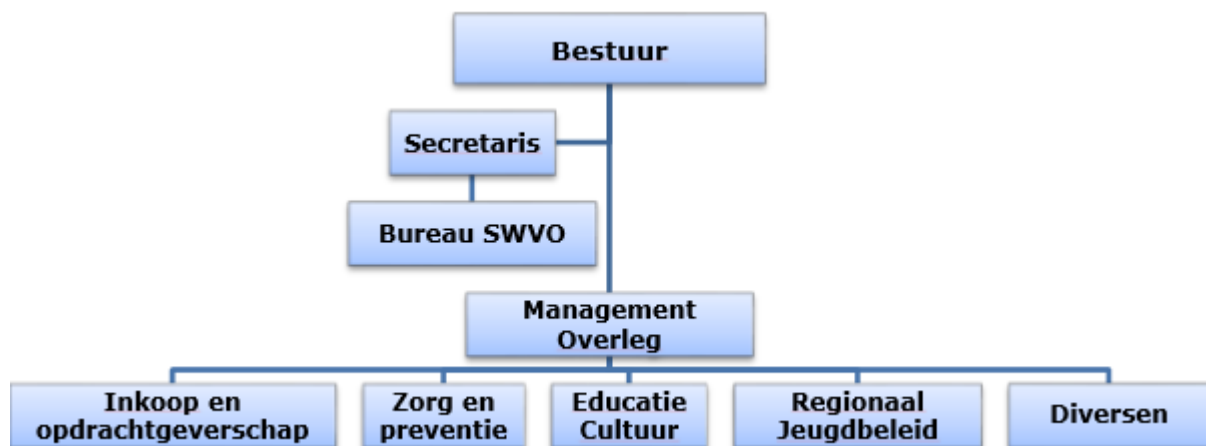 Bestuur
Secretaris
Bureau SWVO
Management
Overleg
Inkoop en
opdrachtgeverschap
Zorg en
preventie
Educatie
Cultuur
Regionaal
Jeugdbeleid
Diversen